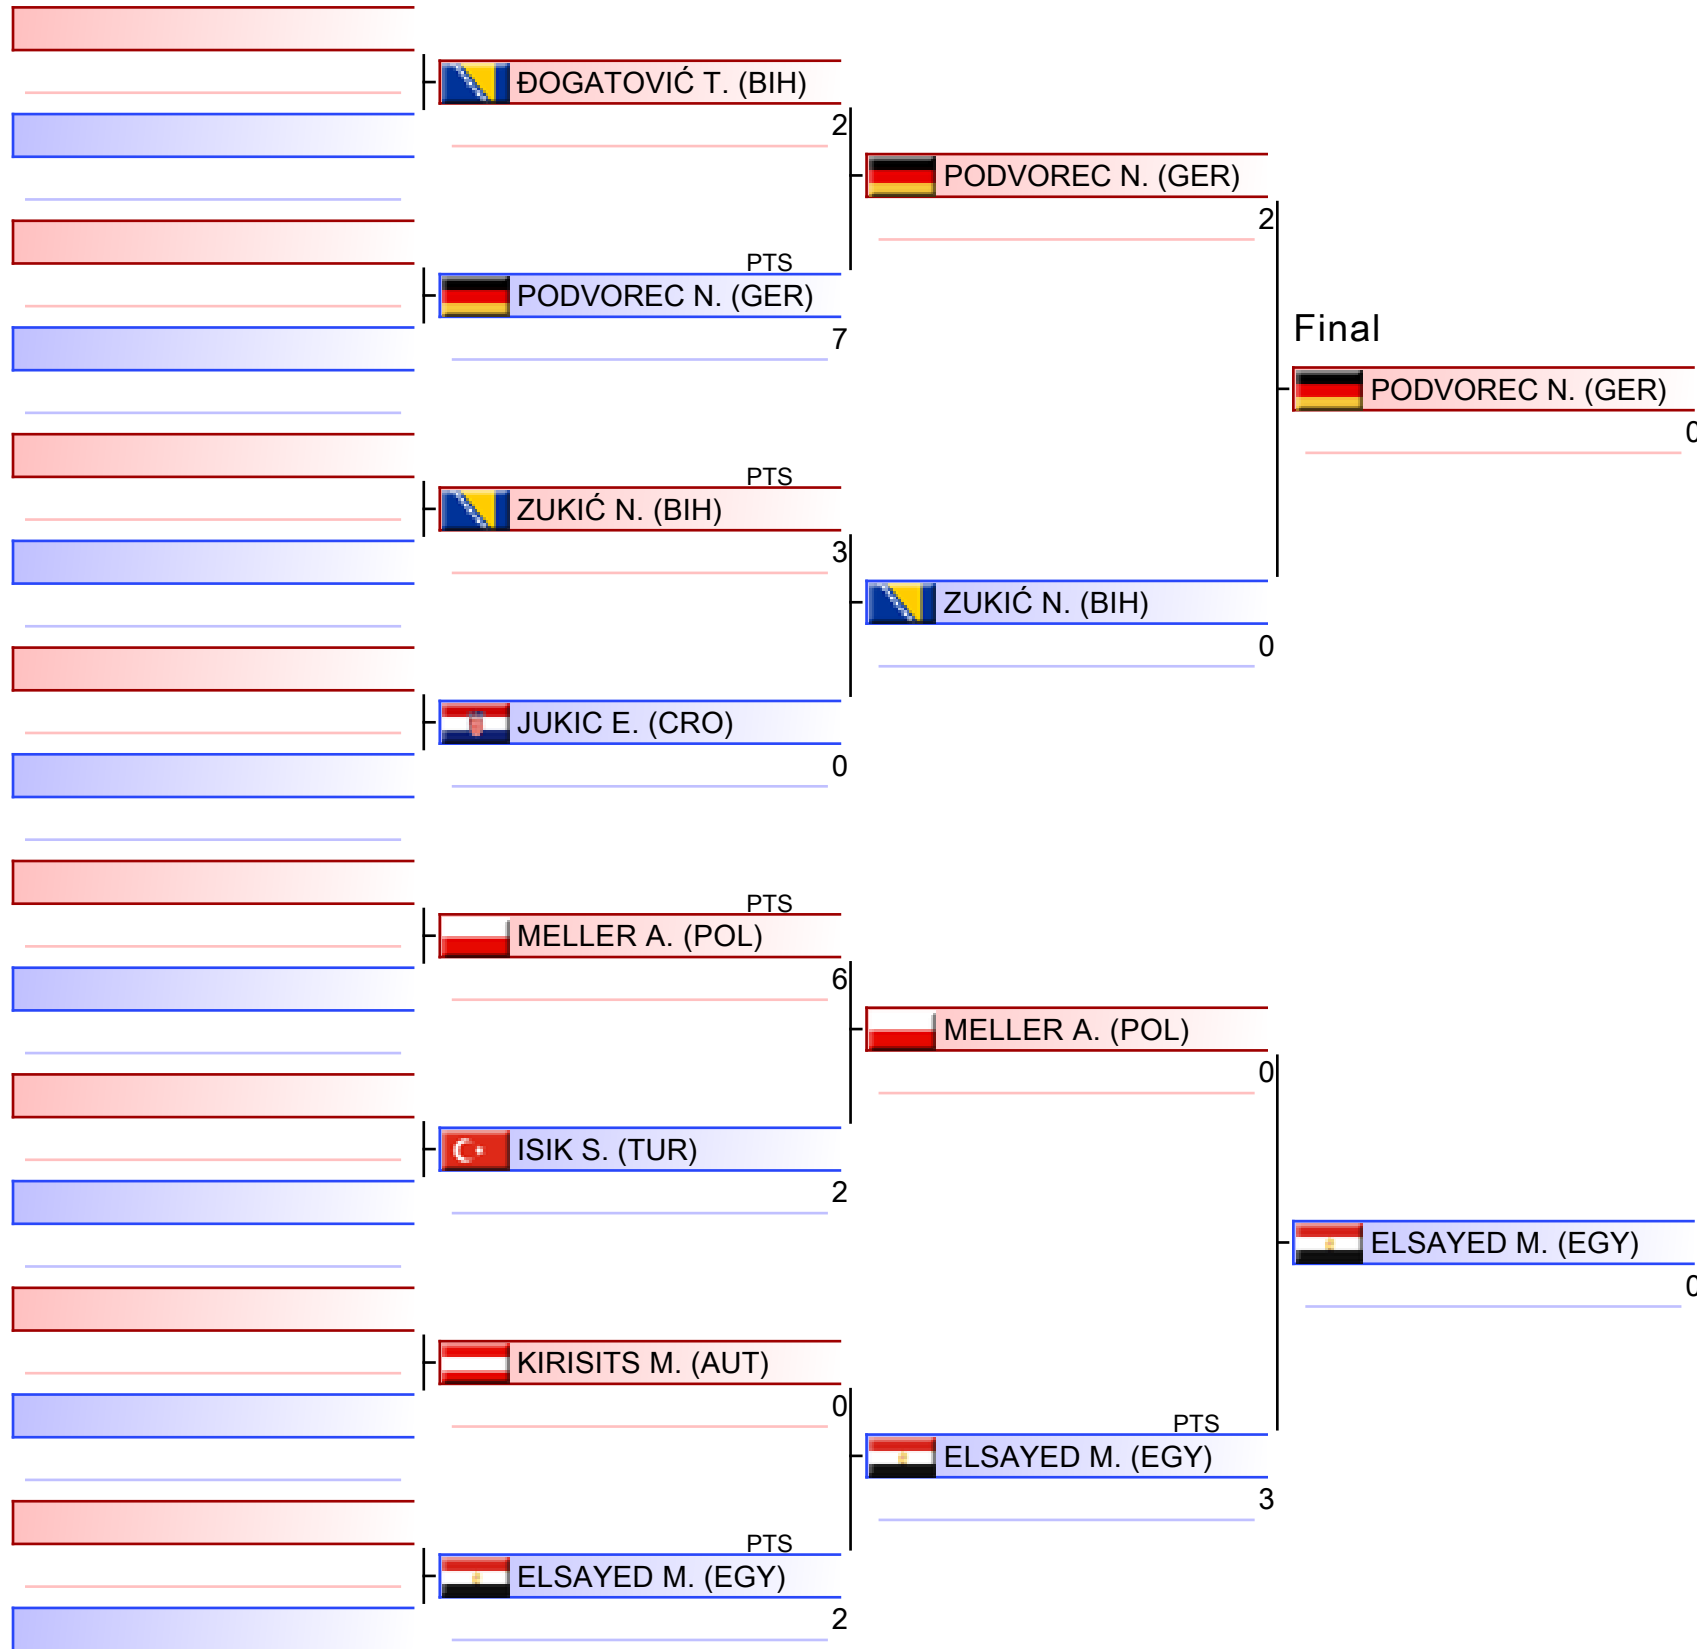 ĐOGATOVIĆ T. (BIH)
2
PODVOREC N. (GER)
2
PTS
PODVOREC N. (GER)
7
Final
PODVOREC N. (GER)
0
PTS
ZUKIĆ N. (BIH)
3
ZUKIĆ N. (BIH)
0
JUKIC E. (CRO)
0
PTS
MELLER A. (POL)
6
MELLER A. (POL)
0
ISIK S. (TUR)
2
ELSAYED M. (EGY)
0
KIRISITS M. (AUT)
0
PTS
ELSAYED M. (EGY)
3
PTS
ELSAYED M. (EGY)
2